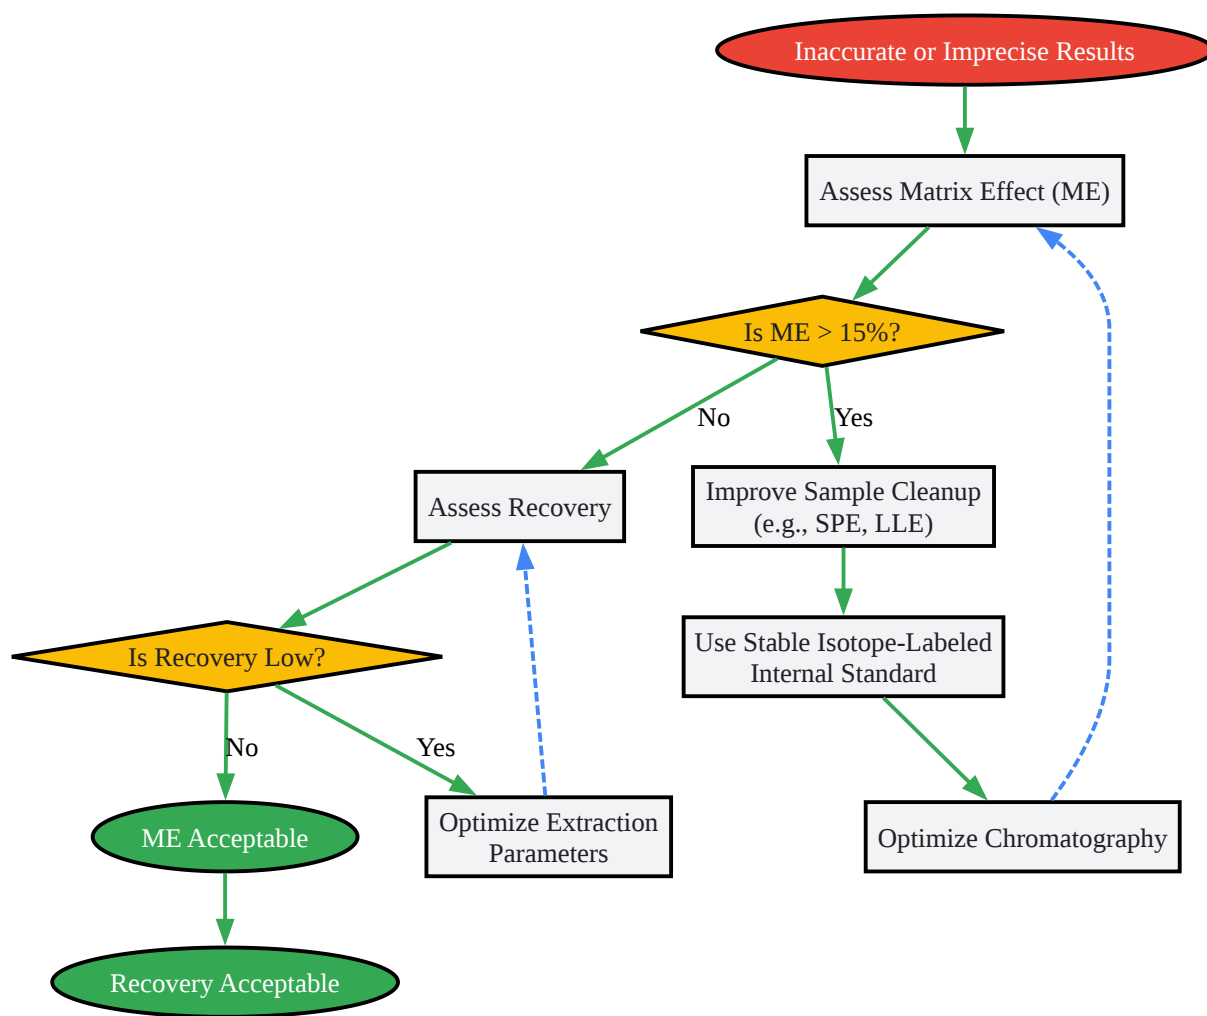 Inaccurate or Imprecise Results
Assess Matrix Effect (ME)
Is ME > 15%?
No
Yes
Improve Sample Cleanup
(e.g., SPE, LLE)
Assess Recovery
Use Stable Isotope-Labeled
Internal Standard
Is Recovery Low?
No
Yes
Optimize Extraction
Parameters
ME Acceptable
Optimize Chromatography
Recovery Acceptable